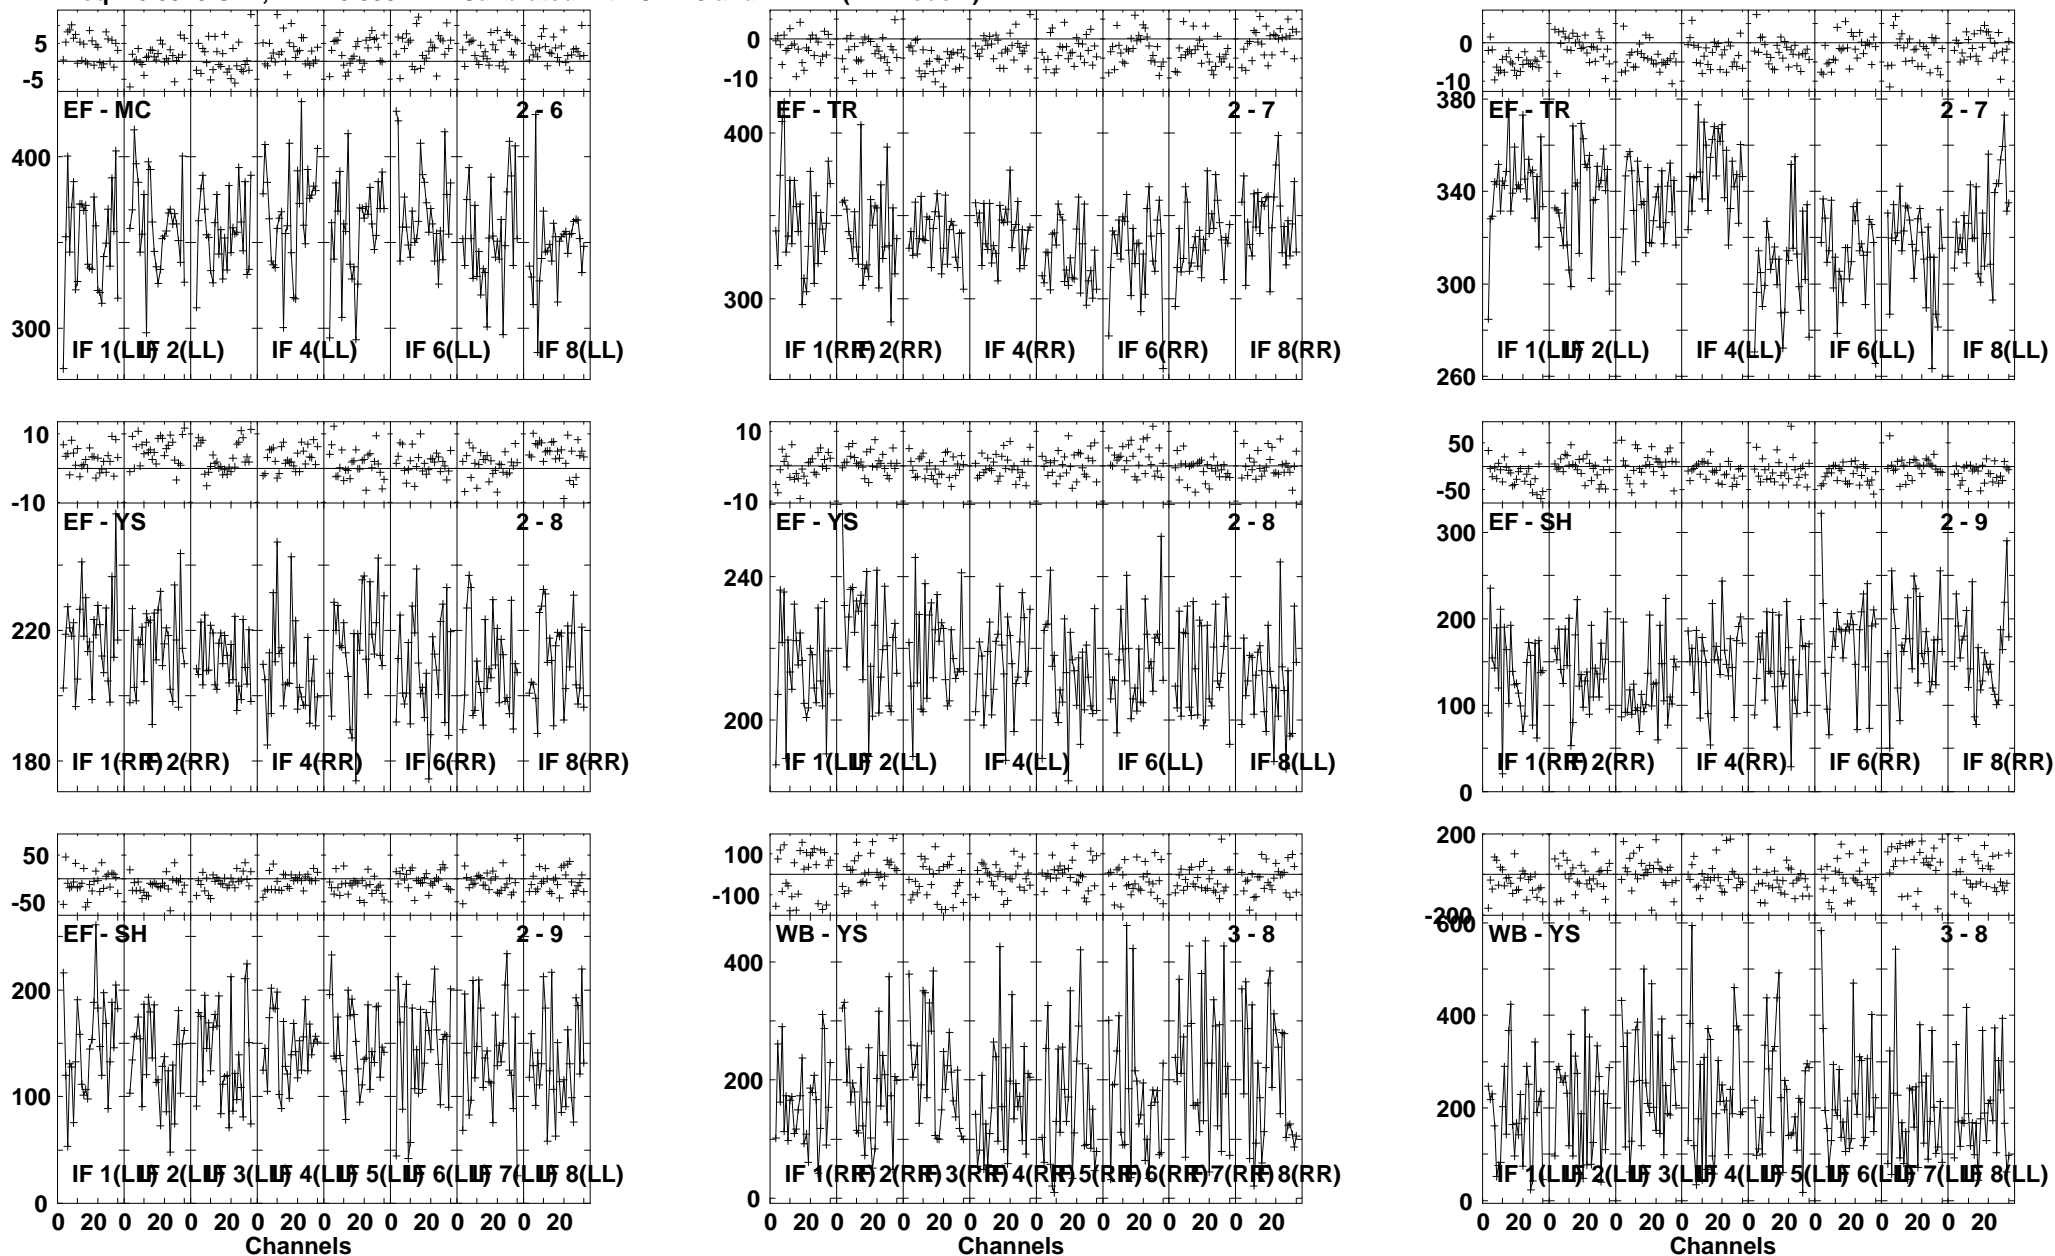 5 0 0
-5 -10 -10
EF - MC 2 - 6 EF - TR 2 - 7 380 EF - TR 2 - 7
400 400 340
300 300 300
IF 1(LL) IF 2(LL) IF 4(LL) IF 6(LL) IF 8(LL) IF 1(RR) IF 2(RR) IF 4(RR) IF 6(RR) IF 8(RR) IF 1(LL) IF 2(LL) IF 4(LL) IF 6(LL) IF 8(LL)
260
10 10 50
-10 -10 -50
EF - YS 2 - 8 EF - YS 2 - 8 EF - SH 2 - 9
300
220 240 200
200 100
180 IF 1(RR) IF 2(RR) IF 4(RR) IF 6(RR) IF 8(RR) IF 1(LL) IF 2(LL) IF 4(LL) IF 6(LL) IF 8(LL) IF 1(RR) IF 2(RR) IF 4(RR) IF 6(RR) IF 8(RR)
0
50 100 200
-50 -100 -200
EF - SH 2 - 9 WB - YS 3 - 8 600 WB - YS 3 - 8
200 400 400
100 200 200
IF 1(LL) IF 2(LL) IF 3(LL) IF 4(LL) IF 5(LL) IF 6(LL) IF 7(LL) IF 8(LL) IF 1(RR) IF 2(RR) IF 3(RR) IF 4(RR) IF 5(RR) IF 6(RR) IF 7(RR) IF 8(RR) IF 1(LL) IF 2(LL) IF 3(LL) IF 4(LL) IF 5(LL) IF 6(LL) IF 7(LL) IF 8(LL)
0 0 0
0 20 0 20 0 20 0 20 0 20 0 20 0 20 0 20 0 20 0 20 0 20 0 20 0 20 0 20 0 20 0 20 0 20 0 20 0 20 0 20 0 20 0 20 0 20 0 20
Channels Channels Channels